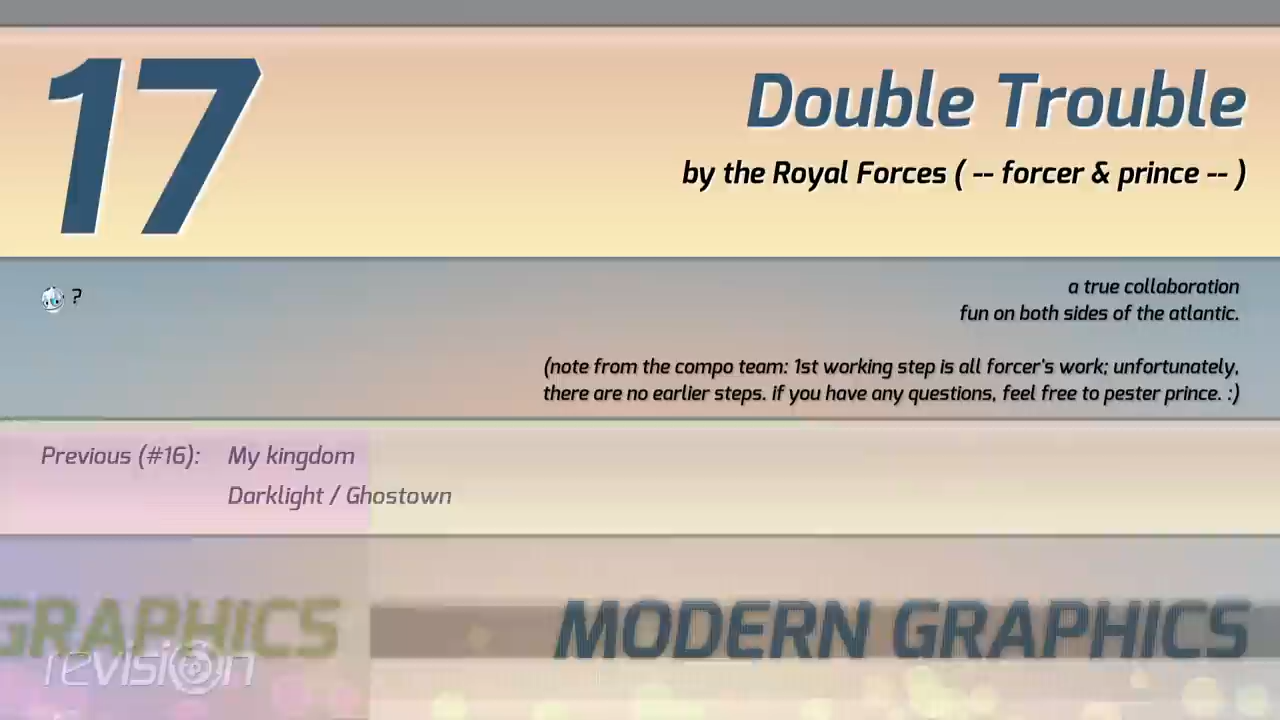 17
Double Trouble
by the Royal Forces ( -- forcer & prince -- )
?
a true collaboration
fun on both sides of the atlantic.
(note from the compo team: 1st working step is all forcer's work; unfortunately,
there are no earlier steps. if you have any questions, feel free to pester prince. :)
Previous (#16): My kingdom
Darklight / Ghostown
GRAPHICS MODERN GRAPHICS
revision